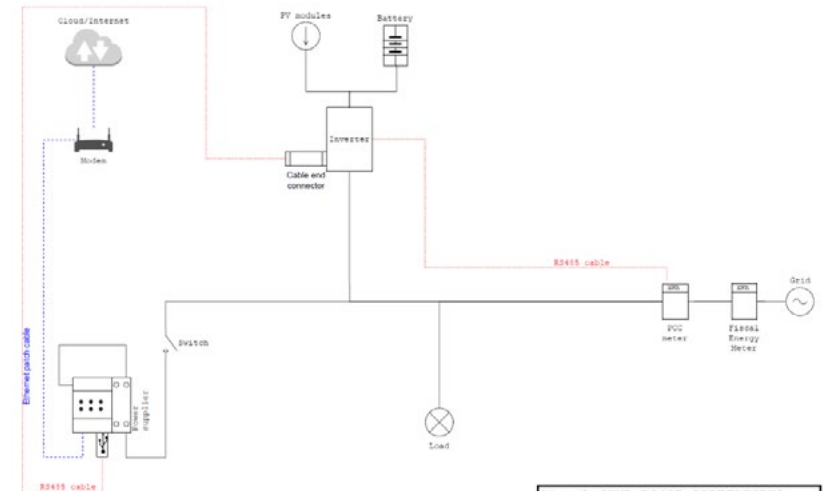 Cloud/Internet
PV modules
Battery
Modem
Inverter
Cable end
connector
RS485 cable
Grid
PCC
meter
Fiscal
Energy
Meter
Switch
Ethernet patch cable
Power
supplier
Load
RS485 cable